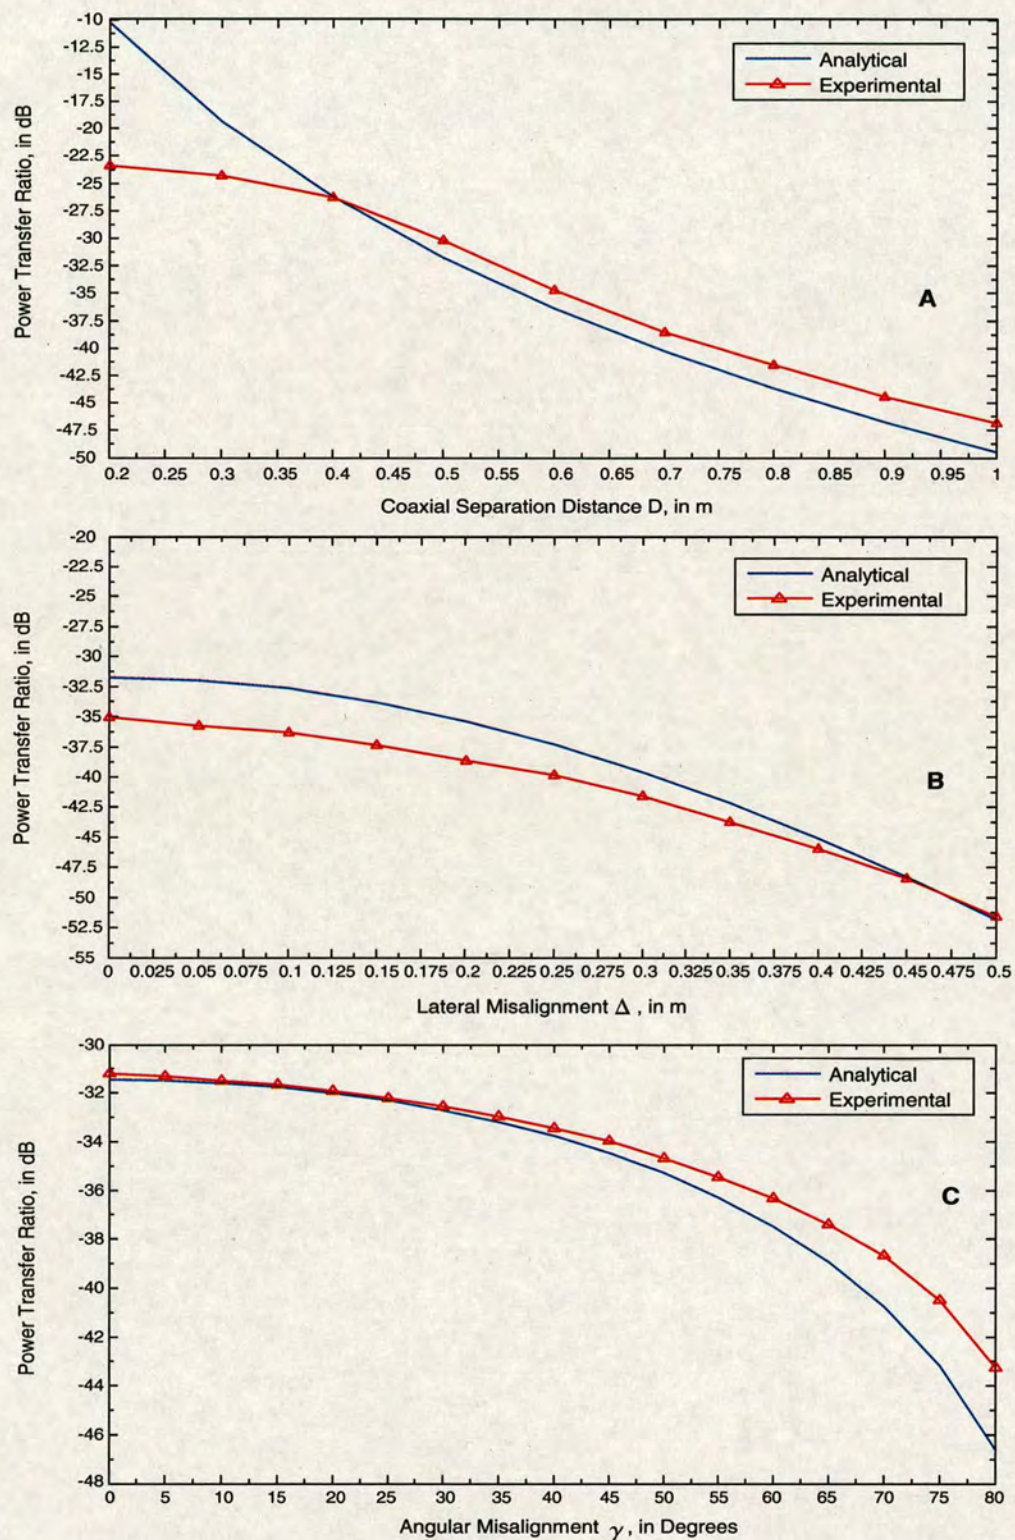 -10
-12.5
-15
-17.5
-20
-22.5
-25
-27.5
-30
-32.5
-35
-37.5
-40
-42.5
-45
-47.5
-50
Power Transfer Ratio, in dB
Analytical
Experimental
A
0.2 0.25 0.3 0.35 0.4 0.45 0.5 0.55 0.6 0.65 0.7 0.75 0.8 0.85 0.9 0.95 1
Coaxial Separation Distance D, in m
-20
-22.5
-25
-27.5
-30
-32.5
-35
-37.5
-40
-42.5
-45
-47.5
-50
-52.5
-55
Power Transfer Ratio, in dB
Analytical
Experimental
B
0 0.025 0.05 0.075 0.1 0.125 0.15 0.175 0.2 0.225 0.25 0.275 0.3 0.325 0.35 0.375 0.4 0.425 0.45 0.475 0.5
Lateral Misalignment Δ , in m
-30
-32
-34
-36
-38
-40
-42
-44
-46
-48
Power Transfer Ratio, in dB
Analytical
Experimental
C
0 5 10 15 20 25 30 35 40 45 50 55 60 65 70 75 80
Angular Misalignment γ , in Degrees